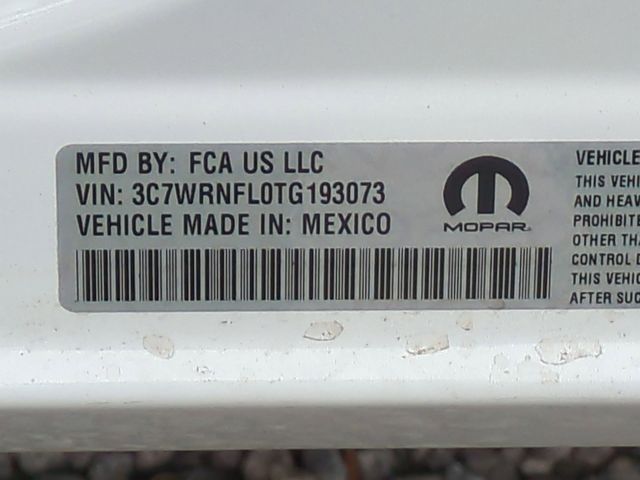 MFD BY: FCA US LLC
VIN: 3C7WRNFL0TG193073
VEHICLE MADE IN: MEXICO
MOPAR
VEHICLE
THIS VEHI
AND HEAV
PROHIBITE
OTHER THA
CONTROL D
THIS VEHIC
AFTER SUC